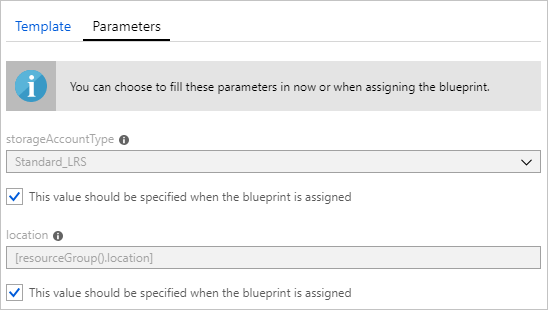 Template Parameters
You can choose to fill these parameters in now or when assigning the blueprint.
storageAccountType
Standard_LRS
This value should be specified when the blueprint is assigned
location
[resourceGroup().location]
This value should be specified when the blueprint is assigned